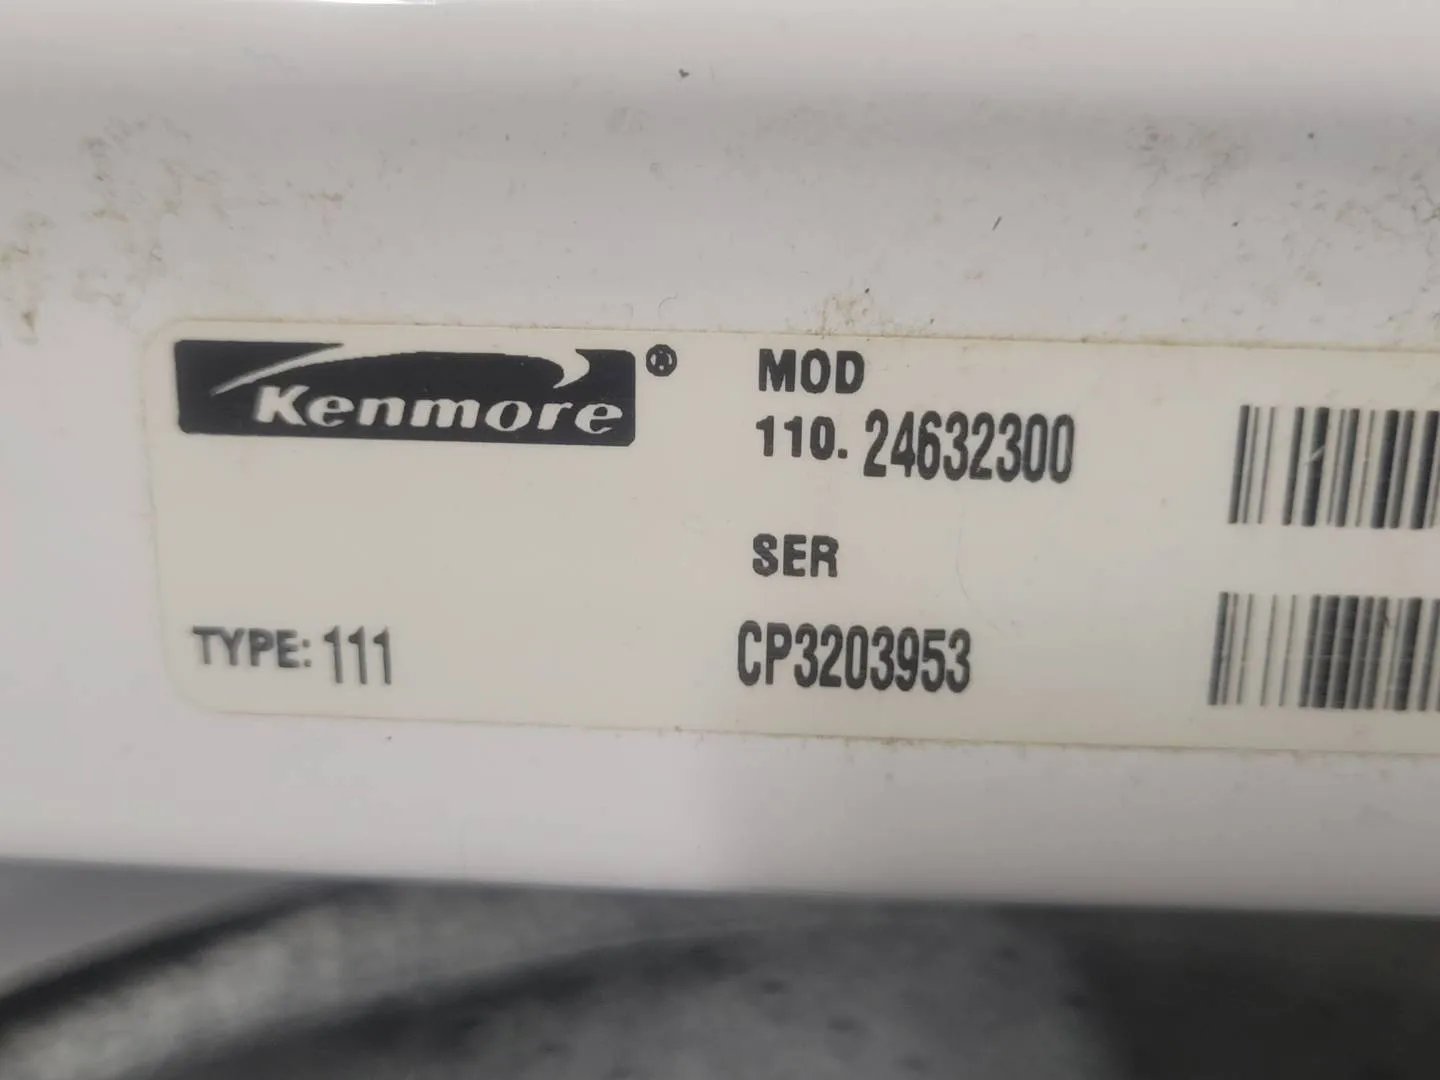 Kenmore®
MOD
110. 24632300
SER
TYPE: 111
CP3203953